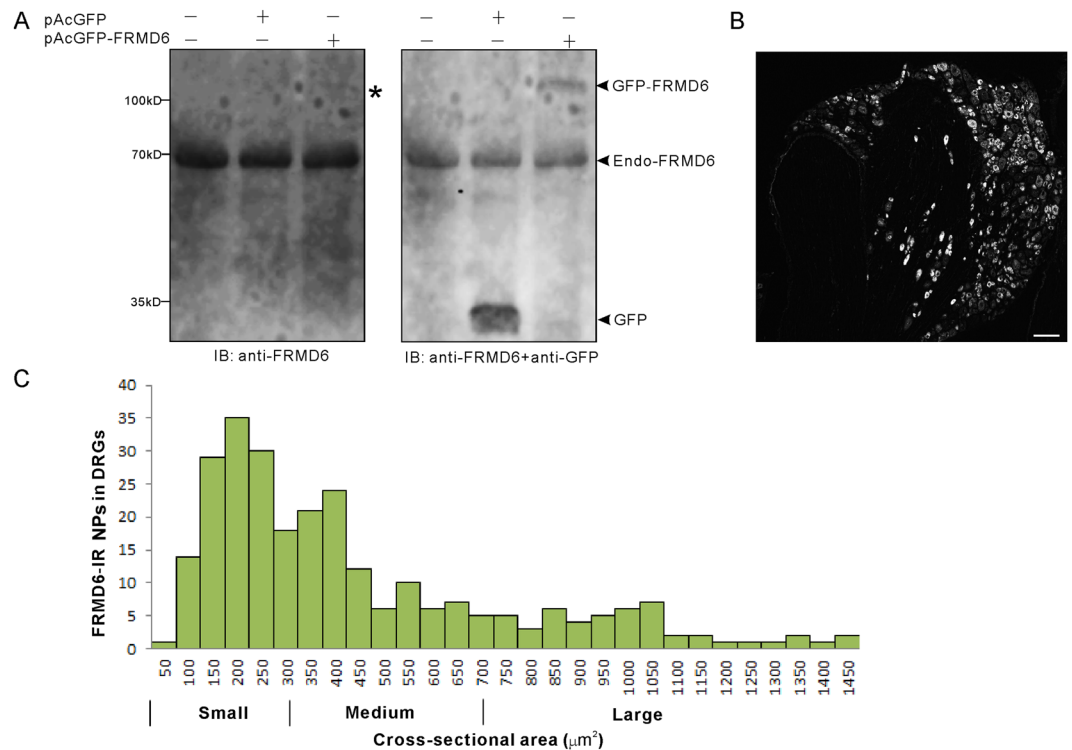 A
pAcGFP − + −
pAcGFP-FRMD6 − − +
− + −
− − +
100kD
70kD
35kD
*
GFP-FRMD6
Endo-FRMD6
GFP
IB: anti-FRMD6
IB: anti-FRMD6+anti-GFP
B
C
FRMD6-IR NPs in DRGs
40
35
30
25
20
15
10
5
0
50 100 150 200 250 300 350 400 450 500 550 600 650 700 750 800 850 900 950 1000 1050 1100 1150 1200 1250 1300 1350 1400 1450
Small Medium Large
Cross-sectional area (μm²)